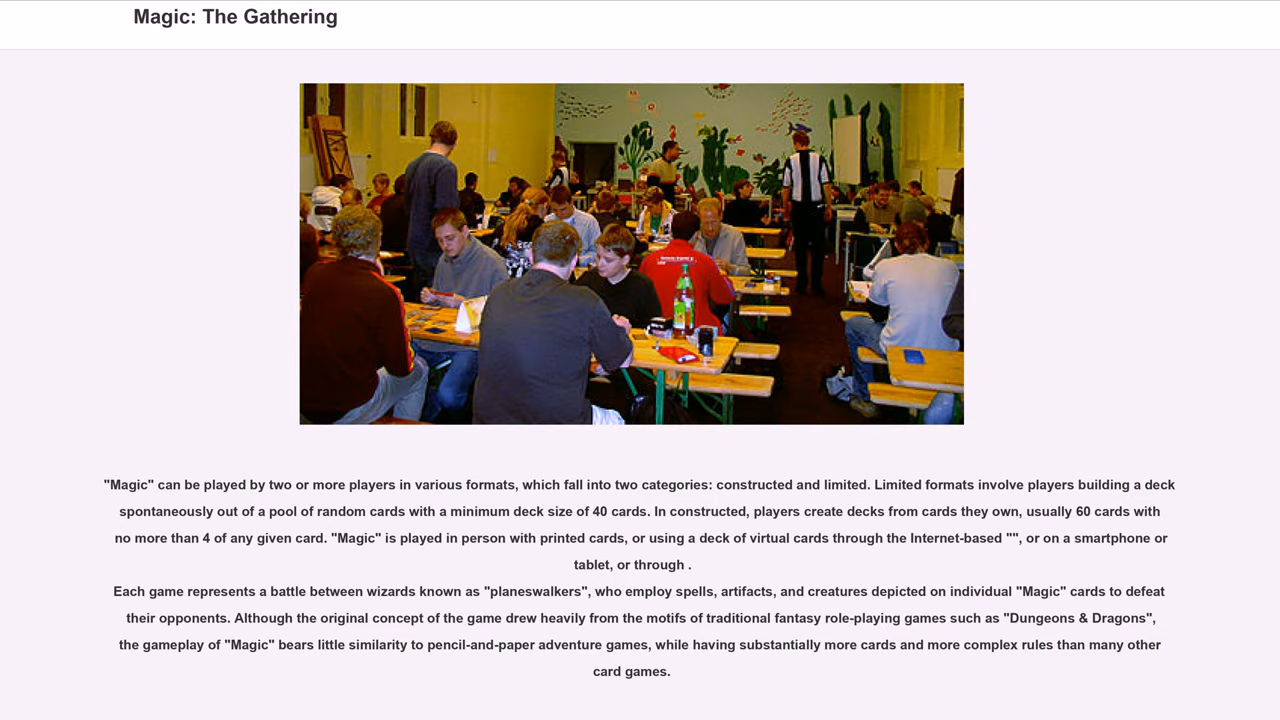 Magic: The Gathering
"Magic" can be played by two or more players in various formats, which fall into two categories: constructed and limited. Limited formats involve players building a deck
spontaneously out of a pool of random cards with a minimum deck size of 40 cards. In constructed, players create decks from cards they own, usually 60 cards with
no more than 4 of any given card. "Magic" is played in person with printed cards, or using a deck of virtual cards through the Internet-based "", or on a smartphone or
tablet, or through .
Each game represents a battle between wizards known as "planeswalkers", who employ spells, artifacts, and creatures depicted on individual "Magic" cards to defeat
their opponents. Although the original concept of the game drew heavily from the motifs of traditional fantasy role-playing games such as "Dungeons & Dragons",
the gameplay of "Magic" bears little similarity to pencil-and-paper adventure games, while having substantially more cards and more complex rules than many other
card games.